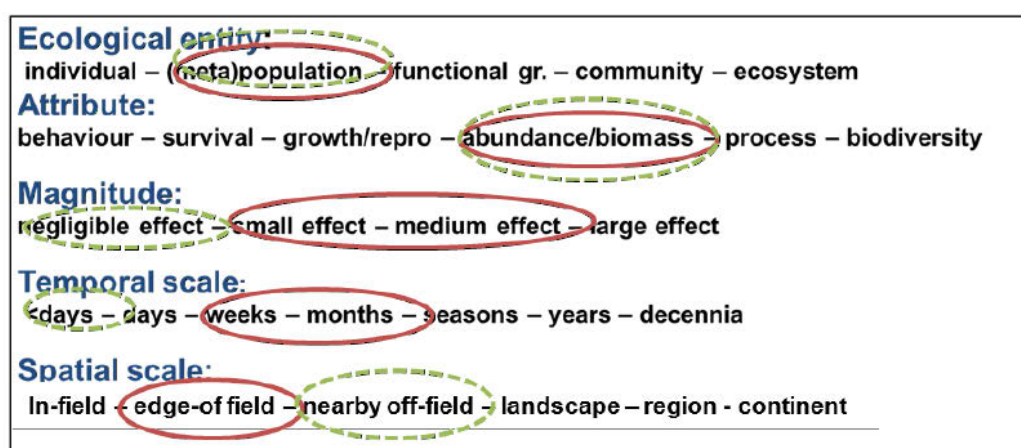 Ecological entity:
individual – (meta)population – functional gr. – community – ecosystem
Attribute:
behaviour – survival – growth/repro – abundance/biomass – process – biodiversity
Magnitude:
negligible effect – small effect – medium effect – large effect
Temporal scale:
<days – days – weeks – months – seasons – years – decennia
Spatial scale:
In-field – edge-of field – nearby off-field – landscape – region - continent